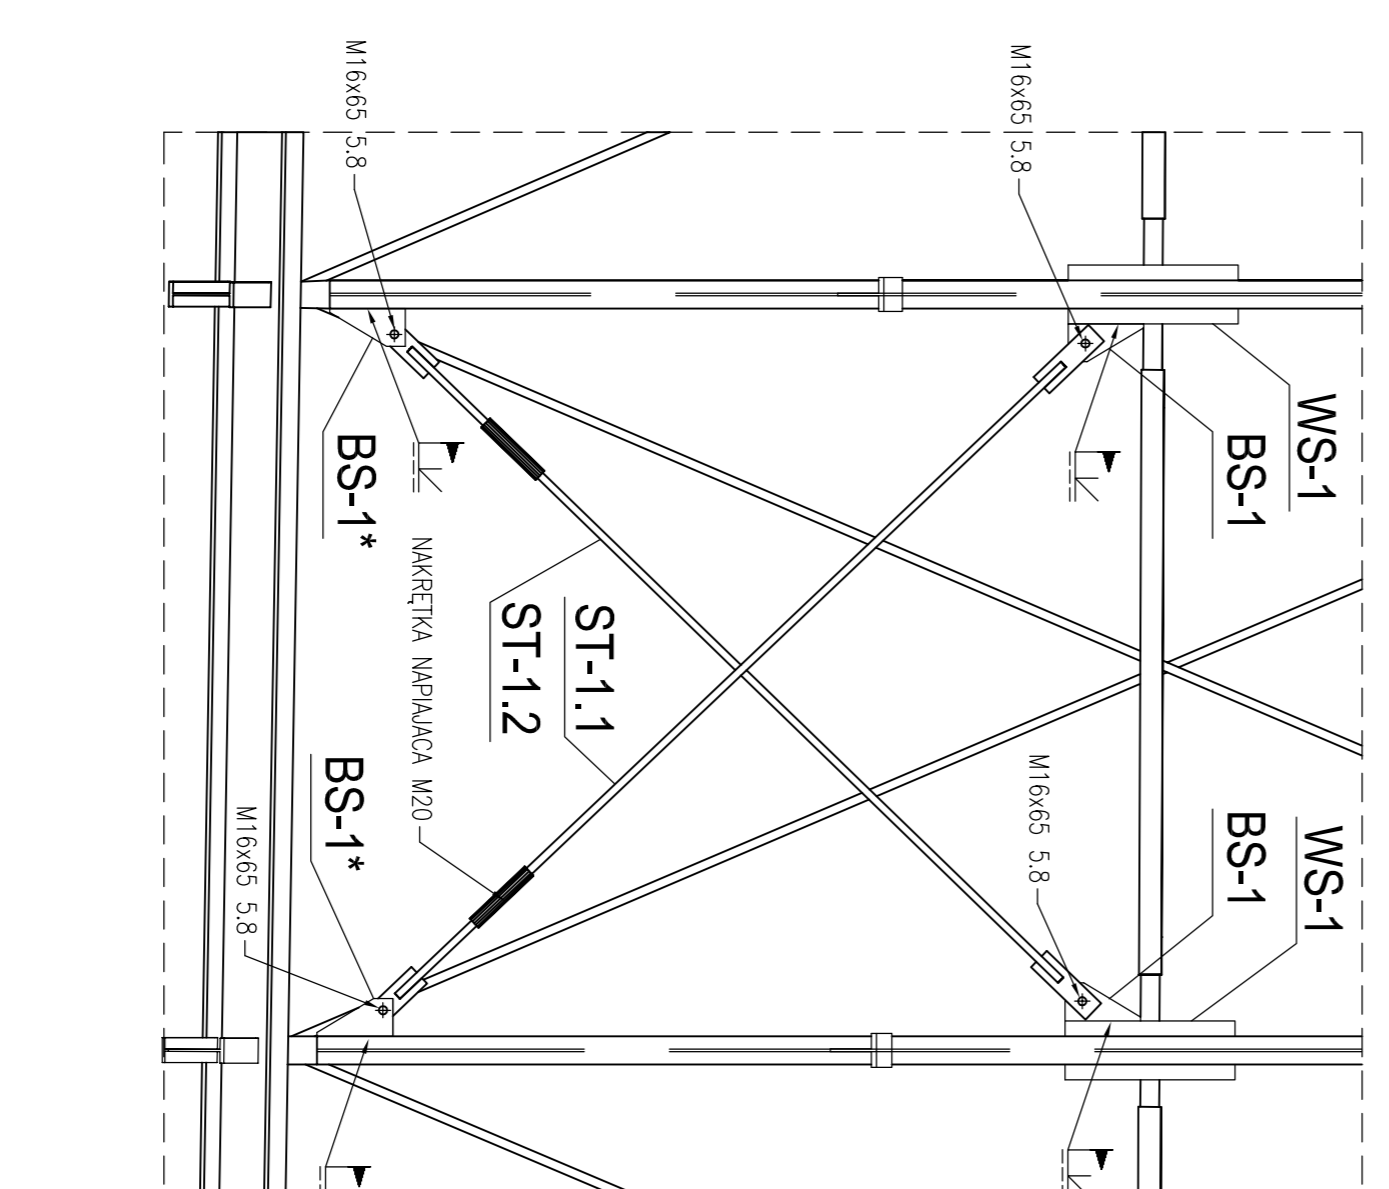 M16x65 5.8
M16x65 5.8
WS-1
BS-1
BS-1*
NAKRĘTKA NAPIAJACA M20
ST-1.1
ST-1.2
BS-1*
M16x65 5.8
M16x65 5.8
BS-1
WS-1